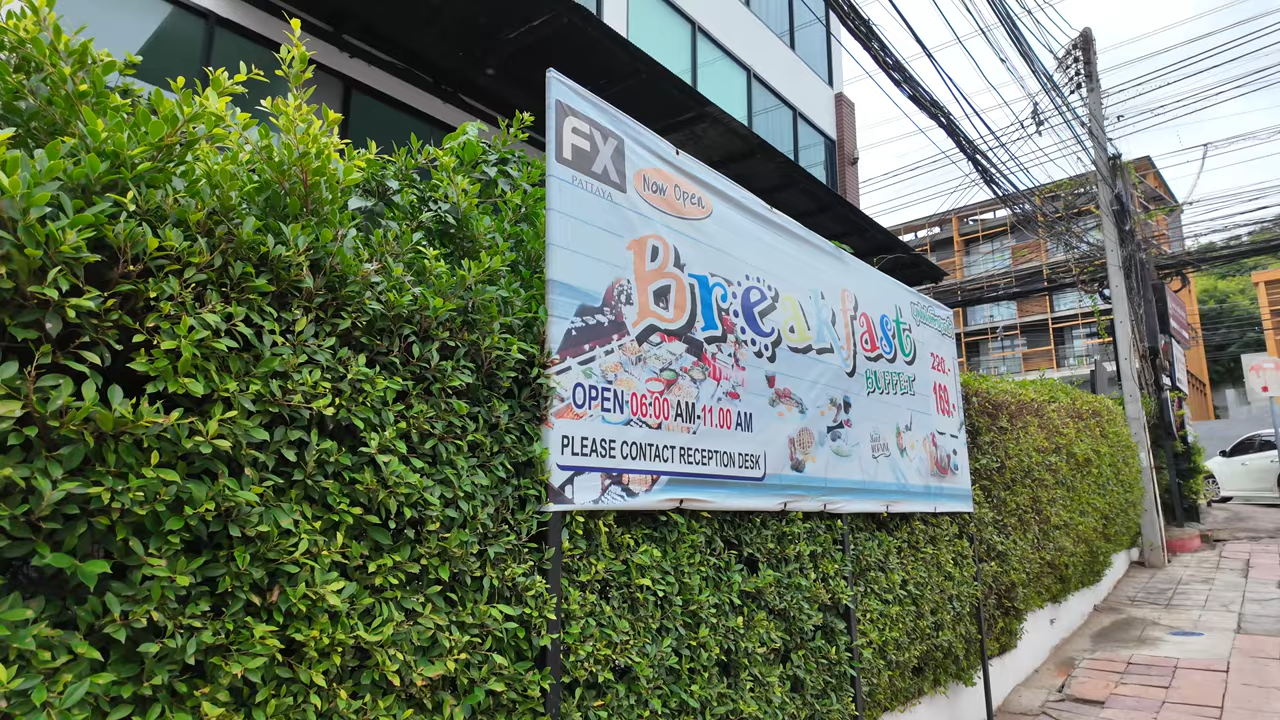 FX
PATTAYA
Now Open
Breakfast
BUFFET
220.-
169.-
OPEN 06:00 AM-11.00 AM
PLEASE CONTACT RECEPTION DESK